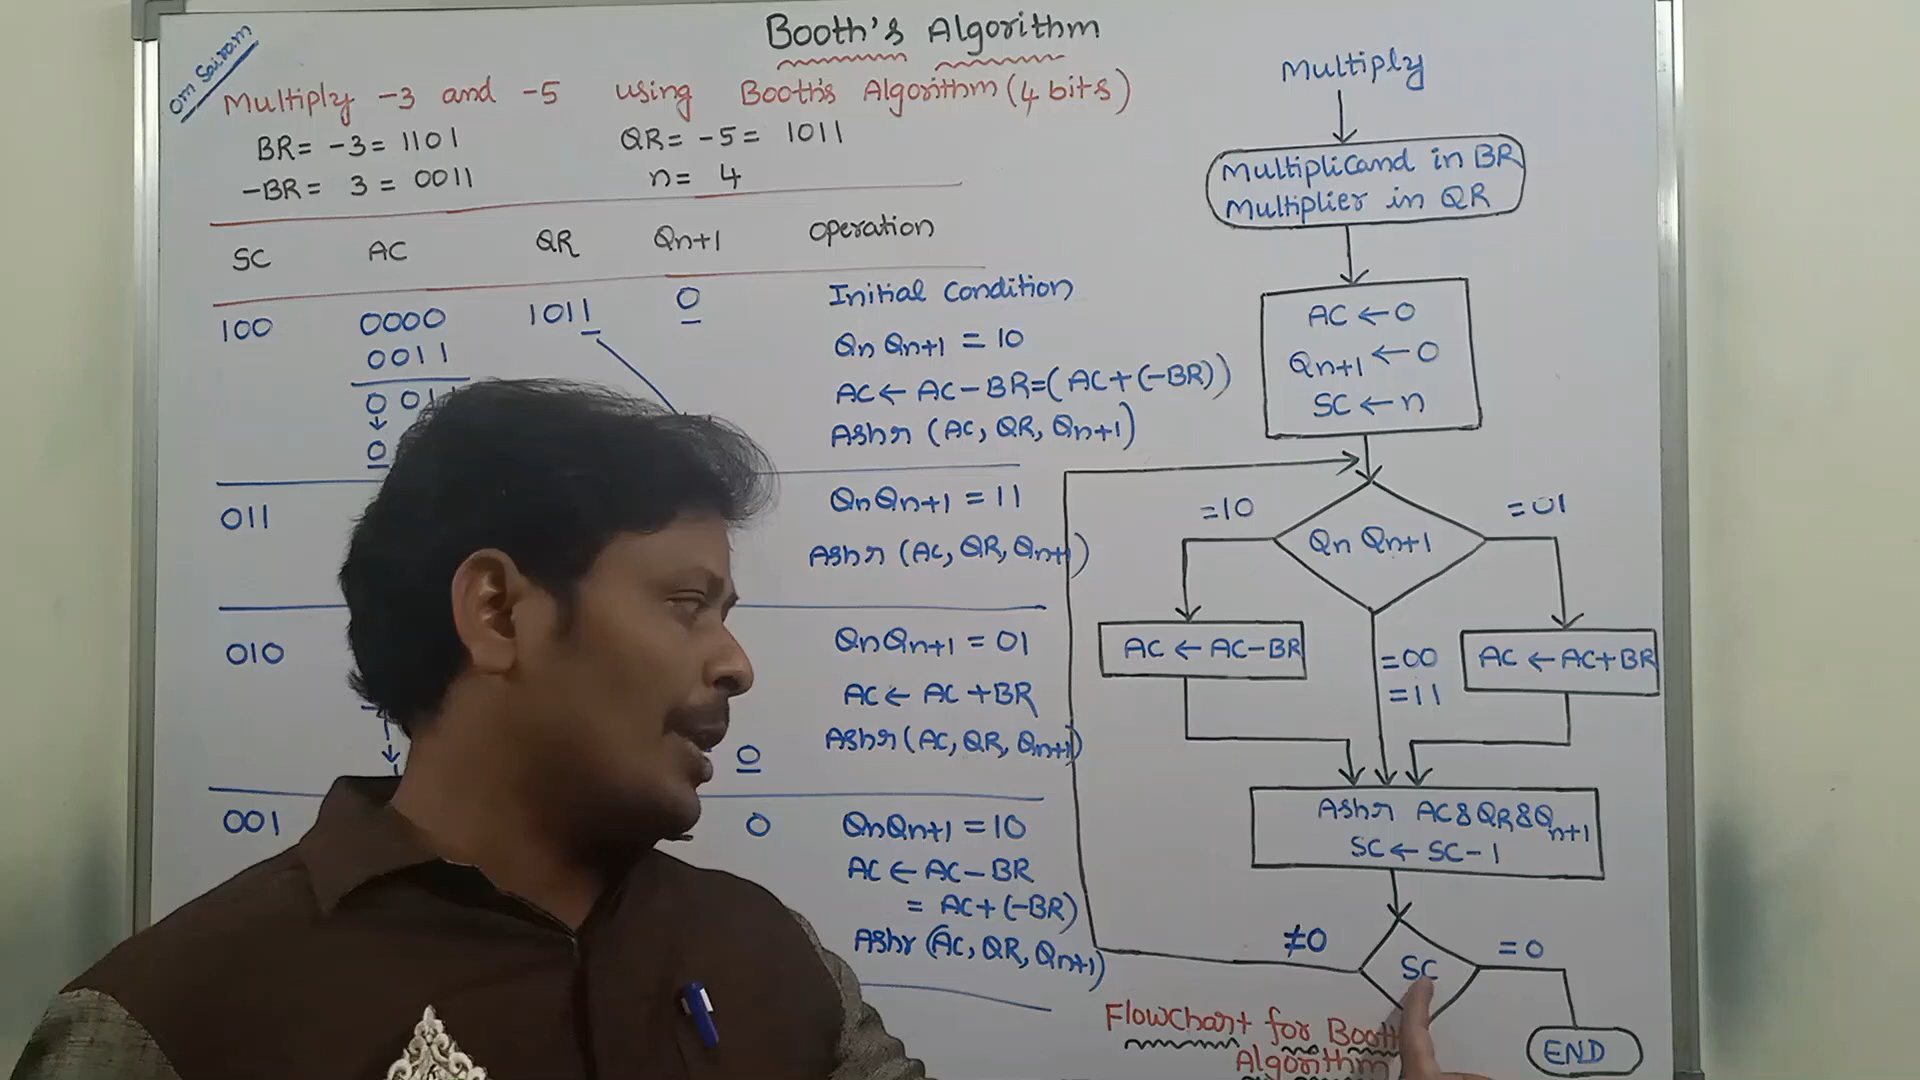 Om Sairam
Booth's Algorithm
Multiply -3 and -5 using Booth's Algorithm (4 bits)
BR = -3 = 1101 QR = -5 = 1011
-BR = 3 = 0011 n = 4
SC AC QR Qn+1 operation
100 0000 1011 0 Initial Condition
0011 Qn Qn+1 = 10
AC ← AC - BR = (AC + (-BR))
0 Ashr (AC, QR, Qn+1)
011 Qn Qn+1 = 11
Ashr (AC, QR, Qn+1)
010 Qn Qn+1 = 01
AC ← AC + BR
0 Ashr (AC, QR, Qn+1)
001 0 Qn Qn+1 = 10
AC ← AC - BR
= AC + (-BR)
Ashr (AC, QR, Qn+1)
Multiply
Multiplicand in BR
Multiplier in QR
AC ← 0
Qn+1 ← 0
SC ← n
=10 Qn Qn+1 =01
AC ← AC - BR =00 AC ← AC + BR
=11
Ashr AC & QR & Qn+1
SC ← SC - 1
≠0 SC =0
END
Flowchart for
Algorithm